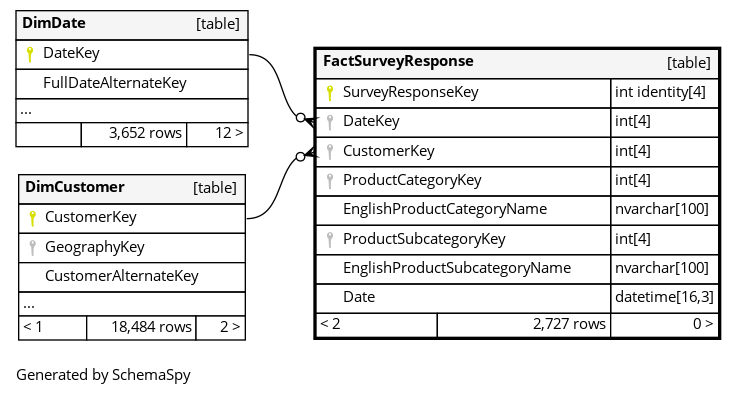 DimDate [table]
DateKey
FullDateAlternateKey
...
3,652 rows 12 >
DimCustomer [table]
CustomerKey
GeographyKey
CustomerAlternateKey
...
< 1 18,484 rows 2 >
FactSurveyResponse [table]
SurveyResponseKey int identity[4]
DateKey int[4]
CustomerKey int[4]
ProductCategoryKey int[4]
EnglishProductCategoryName nvarchar[100]
ProductSubcategoryKey int[4]
EnglishProductSubcategoryName nvarchar[100]
Date datetime[16,3]
< 2 2,727 rows 0 >
Generated by SchemaSpy